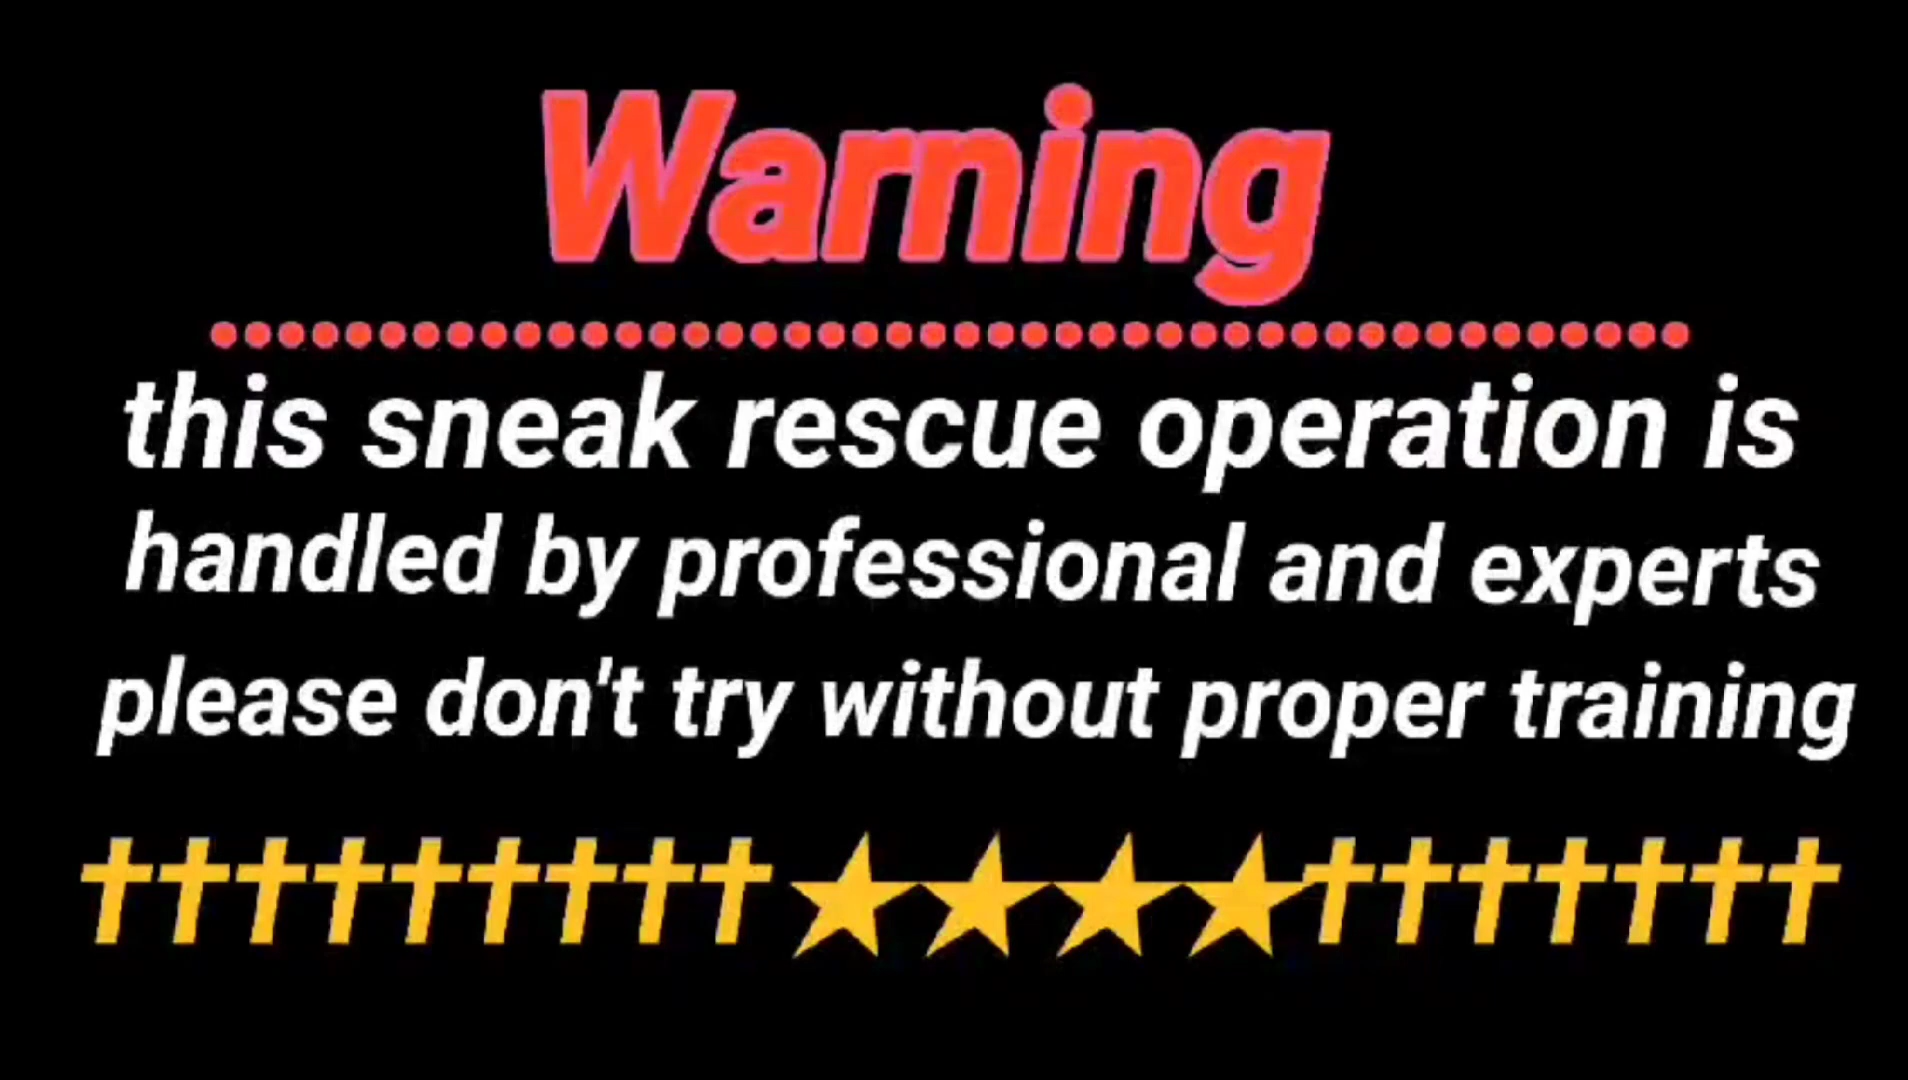 Warning
this sneak rescue operation is
handled by professional and experts
please don't try without proper training
†††††††††★★★★†††††††